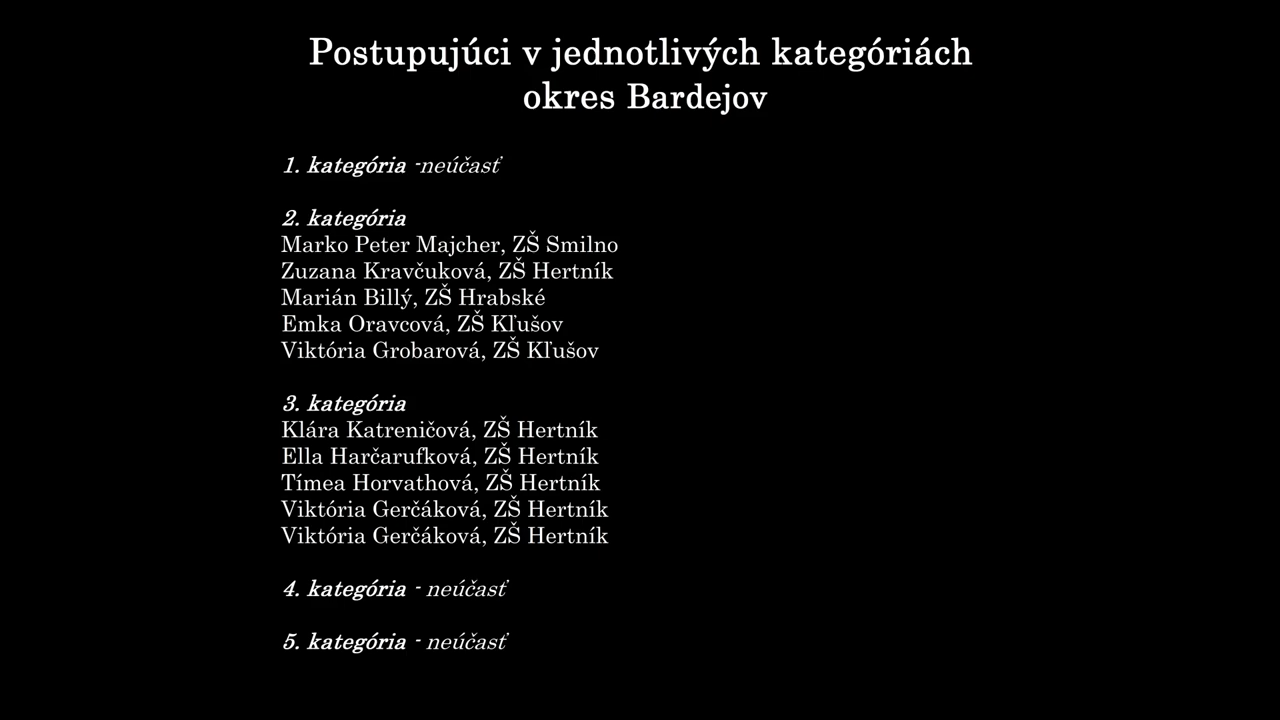 Postupujúci v jednotlivých kategóriách
okres Bardejov
1. kategória -neúčasť
2. kategória
Marko Peter Majcher, ZŠ Smilno
Zuzana Kravčuková, ZŠ Hertník
Marián Billý, ZŠ Hrabské
Emka Oravcová, ZŠ Kľušov
Viktória Grobarová, ZŠ Kľušov
3. kategória
Klára Katreničová, ZŠ Hertník
Ella Harčarufková, ZŠ Hertník
Tímea Horvathová, ZŠ Hertník
Viktória Gerčáková, ZŠ Hertník
Viktória Gerčáková, ZŠ Hertník
4. kategória - neúčasť
5. kategória - neúčasť